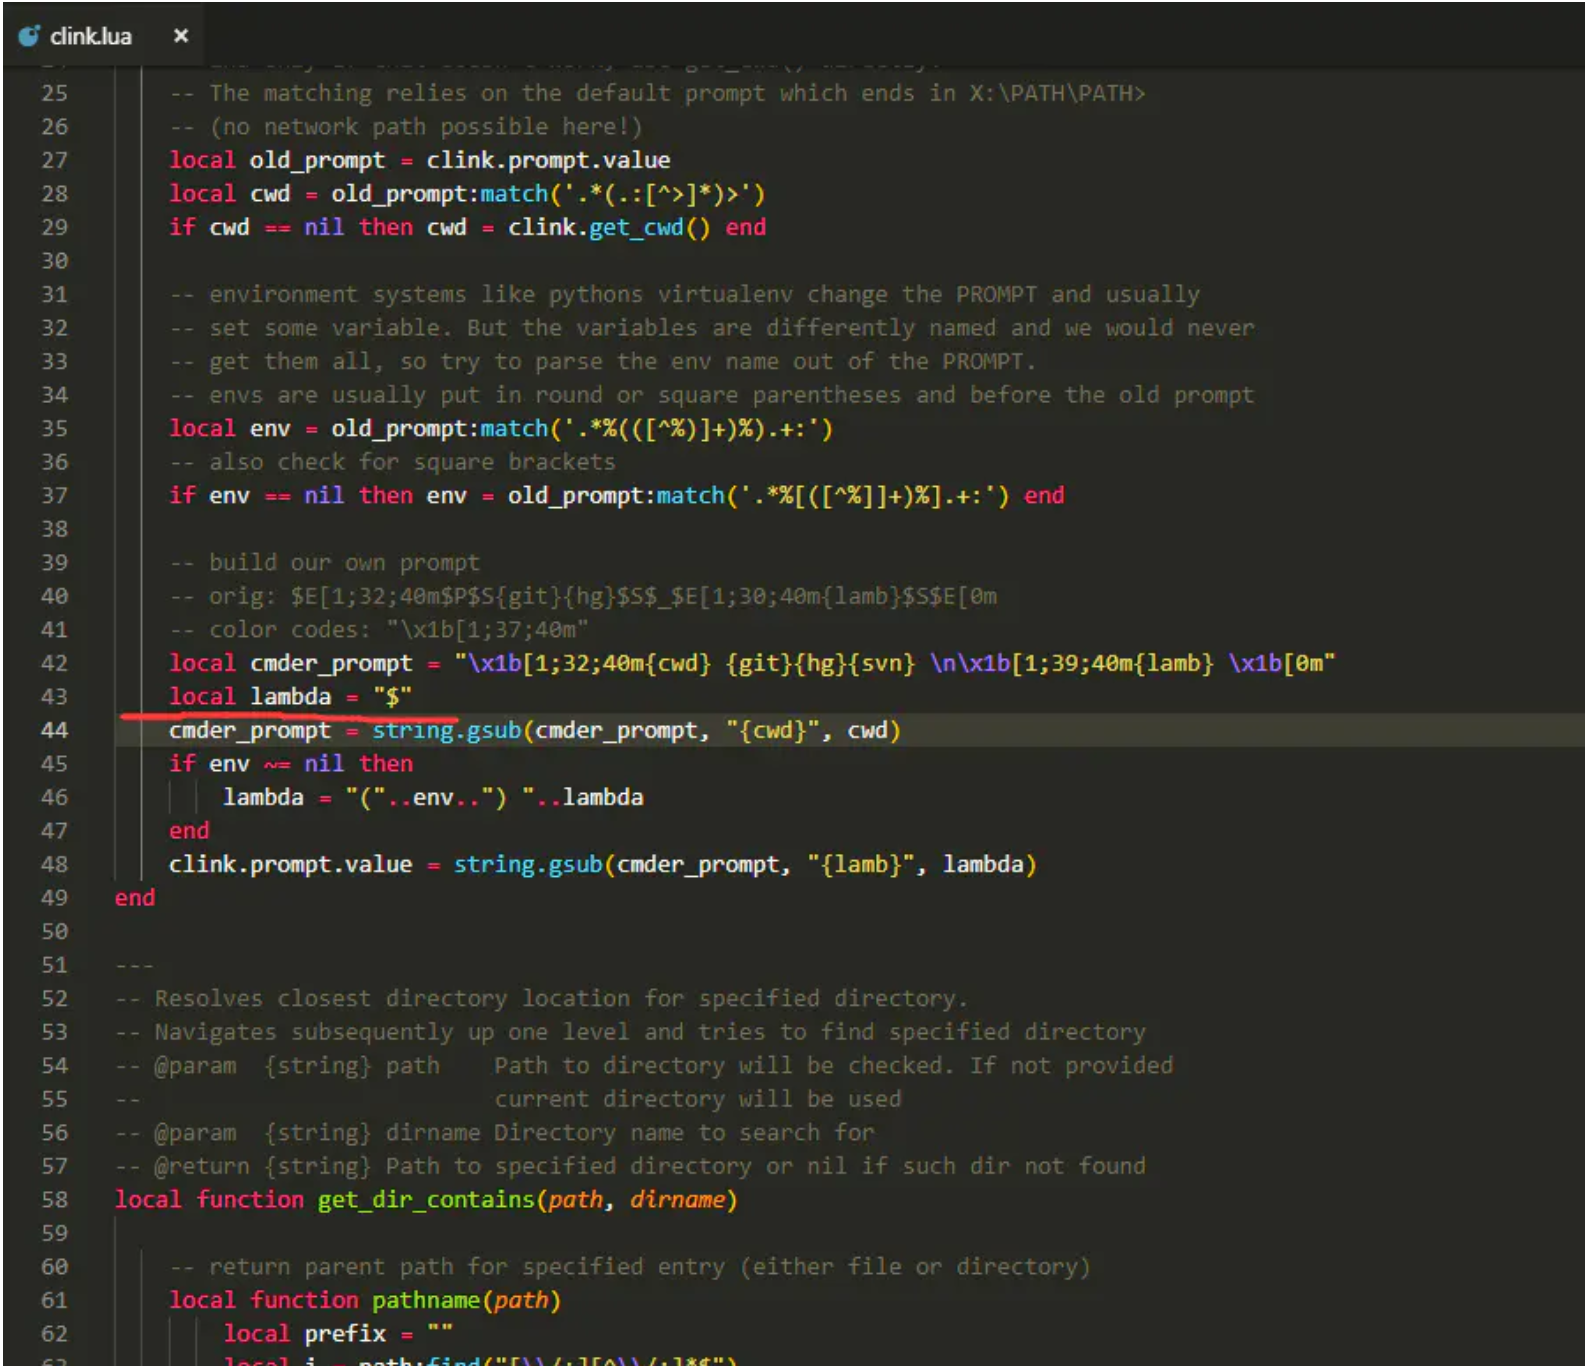 clink.lua ×
25 -- The matching relies on the default prompt which ends in X:\PATH\PATH>
26 -- (no network path possible here!)
27 local old_prompt = clink.prompt.value
28 local cwd = old_prompt:match('.*(.:[^>]*)>')
29 if cwd == nil then cwd = clink.get_cwd() end
30
31 -- environment systems like pythons virtualenv change the PROMPT and usually
32 -- set some variable. But the variables are differently named and we would never
33 -- get them all, so try to parse the env name out of the PROMPT.
34 -- envs are usually put in round or square parentheses and before the old prompt
35 local env = old_prompt:match('.*%(([^%)]+)%).+:')
36 -- also check for square brackets
37 if env == nil then env = old_prompt:match('.*%[([^%]]+)%].+:') end
38
39 -- build our own prompt
40 -- orig: $E[1;32;40m$P$S{git}{hg}$S$_$E[1;30;40m{lamb}$S$E[0m
41 -- color codes: "\x1b[1;37;40m"
42 local cmder_prompt = "\x1b[1;32;40m{cwd} {git}{hg}{svn} \n\x1b[1;39;40m{lamb} \x1b[0m"
43 local lambda = "$"
44 cmder_prompt = string.gsub(cmder_prompt, "{cwd}", cwd)
45 if env ~= nil then
46 lambda = "("..env..") "..lambda
47 end
48 clink.prompt.value = string.gsub(cmder_prompt, "{lamb}", lambda)
49 end
50
51 ---
52 -- Resolves closest directory location for specified directory.
53 -- Navigates subsequently up one level and tries to find specified directory
54 -- @param {string} path Path to directory will be checked. If not provided
55 -- current directory will be used
56 -- @param {string} dirname Directory name to search for
57 -- @return {string} Path to specified directory or nil if such dir not found
58 local function get_dir_contains(path, dirname)
59
60 -- return parent path for specified entry (either file or directory)
61 local function pathname(path)
62 local prefix = ""